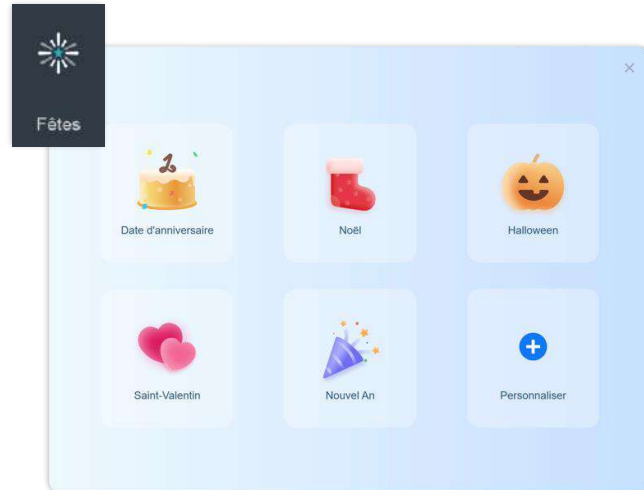 Fêtes
Date d'anniversaire
Noël
Halloween
Saint-Valentin
Nouvel An
Personnaliser